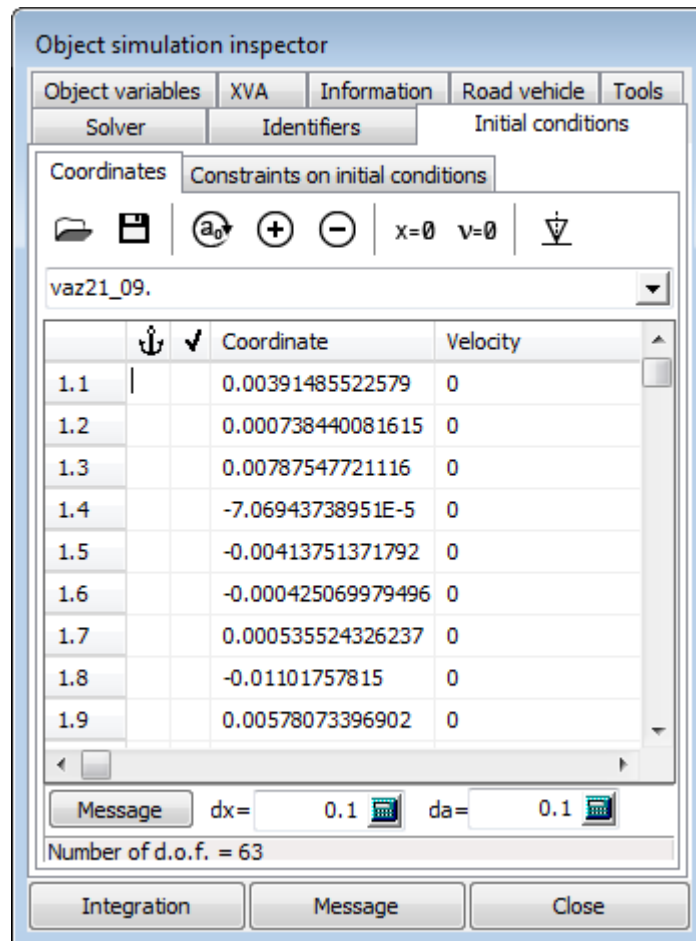 Object simulation inspector
Object variables XVA Information Road vehicle Tools
Solver Identifiers Initial conditions
Coordinates Constraints on initial conditions
a₀ x=0 v=0
vaz21_09.
Coordinate Velocity
1.1 0.00391485522579 0
1.2 0.000738440081615 0
1.3 0.00787547721116 0
1.4 -7.06943738951E-5 0
1.5 -0.00413751371792 0
1.6 -0.000425069979496 0
1.7 0.000535524326237 0
1.8 -0.01101757815 0
1.9 0.00578073396902 0
Message dx= 0.1 da= 0.1
Number of d.o.f. = 63
Integration Message Close